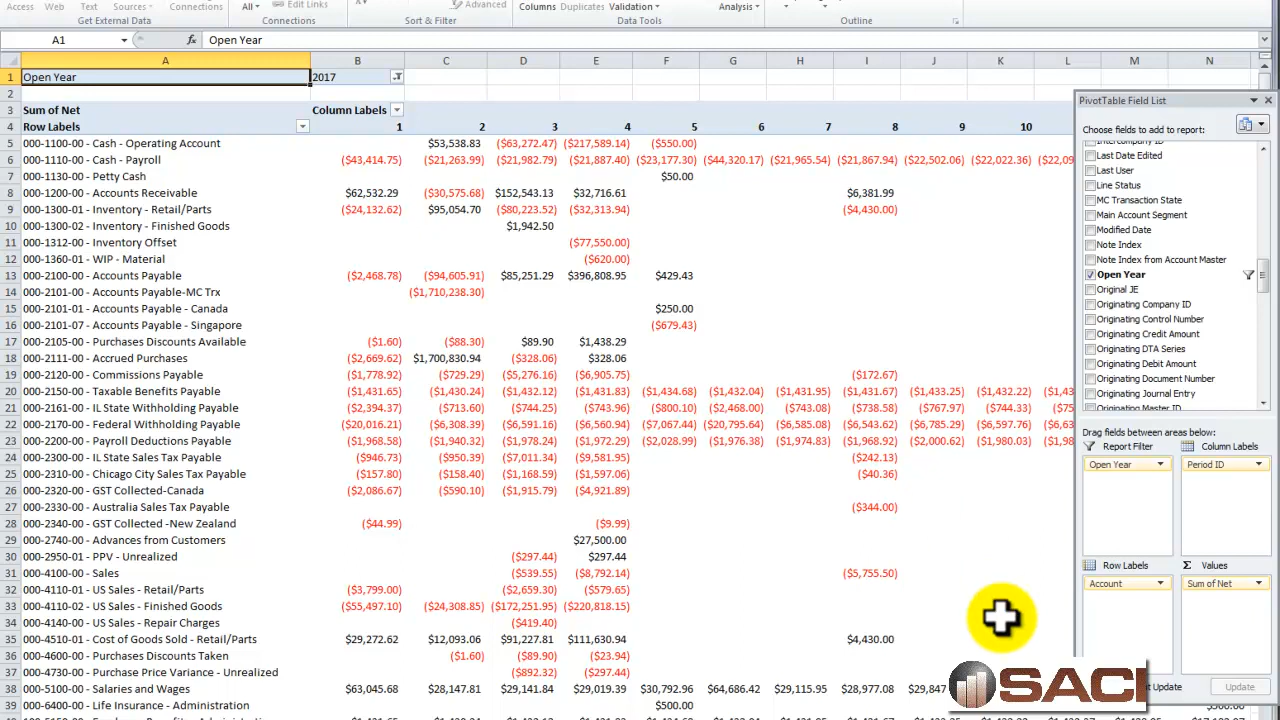 Access Web Text Sources Connections All Edit Links Advanced Columns Duplicates Validation Analysis
Get External Data Connections Sort & Filter Data Tools Outline
A1 fx Open Year
A B C D E F G H I J K L M N
1 Open Year 2017
2
3 Sum of Net Column Labels
4 Row Labels 1 2 3 4 5 6 7 8 9 10
5 000-1100-00 - Cash - Operating Account $53,538.83 ($63,272.47) ($217,589.14) ($550.00)
6 000-1110-00 - Cash - Payroll ($43,414.75) ($21,263.99) ($21,982.79) ($21,887.40) ($23,177.30) ($44,320.17) ($21,965.54) ($21,867.94) ($22,502.06) ($22,022.36) ($22,09
7 000-1130-00 - Petty Cash $50.00
8 000-1200-00 - Accounts Receivable $62,532.29 ($30,575.68) $152,543.13 $32,716.61 $6,381.99
9 000-1300-01 - Inventory - Retail/Parts ($24,132.62) $95,054.70 ($80,223.52) ($32,313.94) ($4,430.00)
10 000-1300-02 - Inventory - Finished Goods $1,942.50
11 000-1312-00 - Inventory Offset ($77,550.00)
12 000-1360-01 - WIP - Material ($620.00)
13 000-2100-00 - Accounts Payable ($2,468.78) ($94,605.91) $85,251.29 $396,808.95 $429.43
14 000-2101-00 - Accounts Payable-MC Trx ($1,710,238.30)
15 000-2101-01 - Accounts Payable - Canada $250.00
16 000-2101-07 - Accounts Payable - Singapore ($679.43)
17 000-2105-00 - Purchases Discounts Available ($1.60) ($88.30) $89.90 $1,438.29
18 000-2111-00 - Accrued Purchases ($2,669.62) $1,700,830.94 ($328.06) $328.06
19 000-2120-00 - Commissions Payable ($1,778.92) ($729.29) ($5,276.16) ($6,905.75) ($172.67)
20 000-2150-00 - Taxable Benefits Payable ($1,431.65) ($1,430.24) ($1,432.12) ($1,431.83) ($1,434.68) ($1,432.04) ($1,431.95) ($1,431.67) ($1,433.25) ($1,432.22) ($1,43
21 000-2161-00 - IL State Withholding Payable ($2,394.37) ($713.60) ($744.25) ($743.96) ($800.10) ($2,468.00) ($743.08) ($738.58) ($767.97) ($744.33) ($75
22 000-2170-00 - Federal Withholding Payable ($20,016.21) ($6,308.39) ($6,591.16) ($6,560.94) ($7,067.44) ($20,795.64) ($6,585.08) ($6,543.62) ($6,785.29) ($6,597.76) ($6,63
23 000-2200-00 - Payroll Deductions Payable ($1,968.58) ($1,940.32) ($1,978.24) ($1,972.29) ($2,028.99) ($1,976.38) ($1,974.83) ($1,968.92) ($2,000.62) ($1,980.03) ($1,98
24 000-2300-00 - IL State Sales Tax Payable ($946.73) ($950.39) ($7,011.34) ($9,581.95) ($242.13)
25 000-2310-00 - Chicago City Sales Tax Payable ($157.80) ($158.40) ($1,168.59) ($1,597.06) ($40.36)
26 000-2320-00 - GST Collected-Canada ($2,086.67) ($590.10) ($1,915.79) ($4,921.89)
27 000-2330-00 - Australia Sales Tax Payable ($344.00)
28 000-2340-00 - GST Collected -New Zealand ($44.99) ($9.99)
29 000-2740-00 - Advances from Customers $27,500.00
30 000-2950-01 - PPV - Unrealized ($297.44) $297.44
31 000-4100-00 - Sales ($539.55) ($8,792.14) ($5,755.50)
32 000-4110-01 - US Sales - Retail/Parts ($3,799.00) ($2,659.30) ($579.65)
33 000-4110-02 - US Sales - Finished Goods ($55,497.10) ($24,308.85) ($172,251.95) ($220,818.15)
34 000-4140-00 - US Sales - Repair Charges ($419.40)
35 000-4510-01 - Cost of Goods Sold - Retail/Parts $29,272.62 $12,093.06 $91,227.81 $111,630.94 $4,430.00
36 000-4600-00 - Purchases Discounts Taken ($1.60) ($89.90) ($23.94)
37 000-4730-00 - Purchase Price Variance - Unrealized ($892.32) ($297.44)
38 000-5100-00 - Salaries and Wages $63,045.68 $28,147.81 $29,141.84 $29,019.39 $30,792.96 $64,686.42 $29,115.95 $28,977.08 $29,847
39 000-6400-00 - Life Insurance - Administration $500.00
PivotTable Field List
Choose fields to add to report:
Intercompany ID
Last Date Edited
Last User
Line Status
MC Transaction State
Main Account Segment
Modified Date
Note Index
Note Index from Account Master
Open Year
Original JE
Originating Company ID
Originating Control Number
Originating Credit Amount
Originating DTA Series
Originating Debit Amount
Originating Document Number
Originating Journal Entry
Originating Master ID
Drag fields between areas below:
Report Filter Column Labels
Open Year Period ID
Row Labels Σ Values
Account Sum of Net
SACI
t Update Update